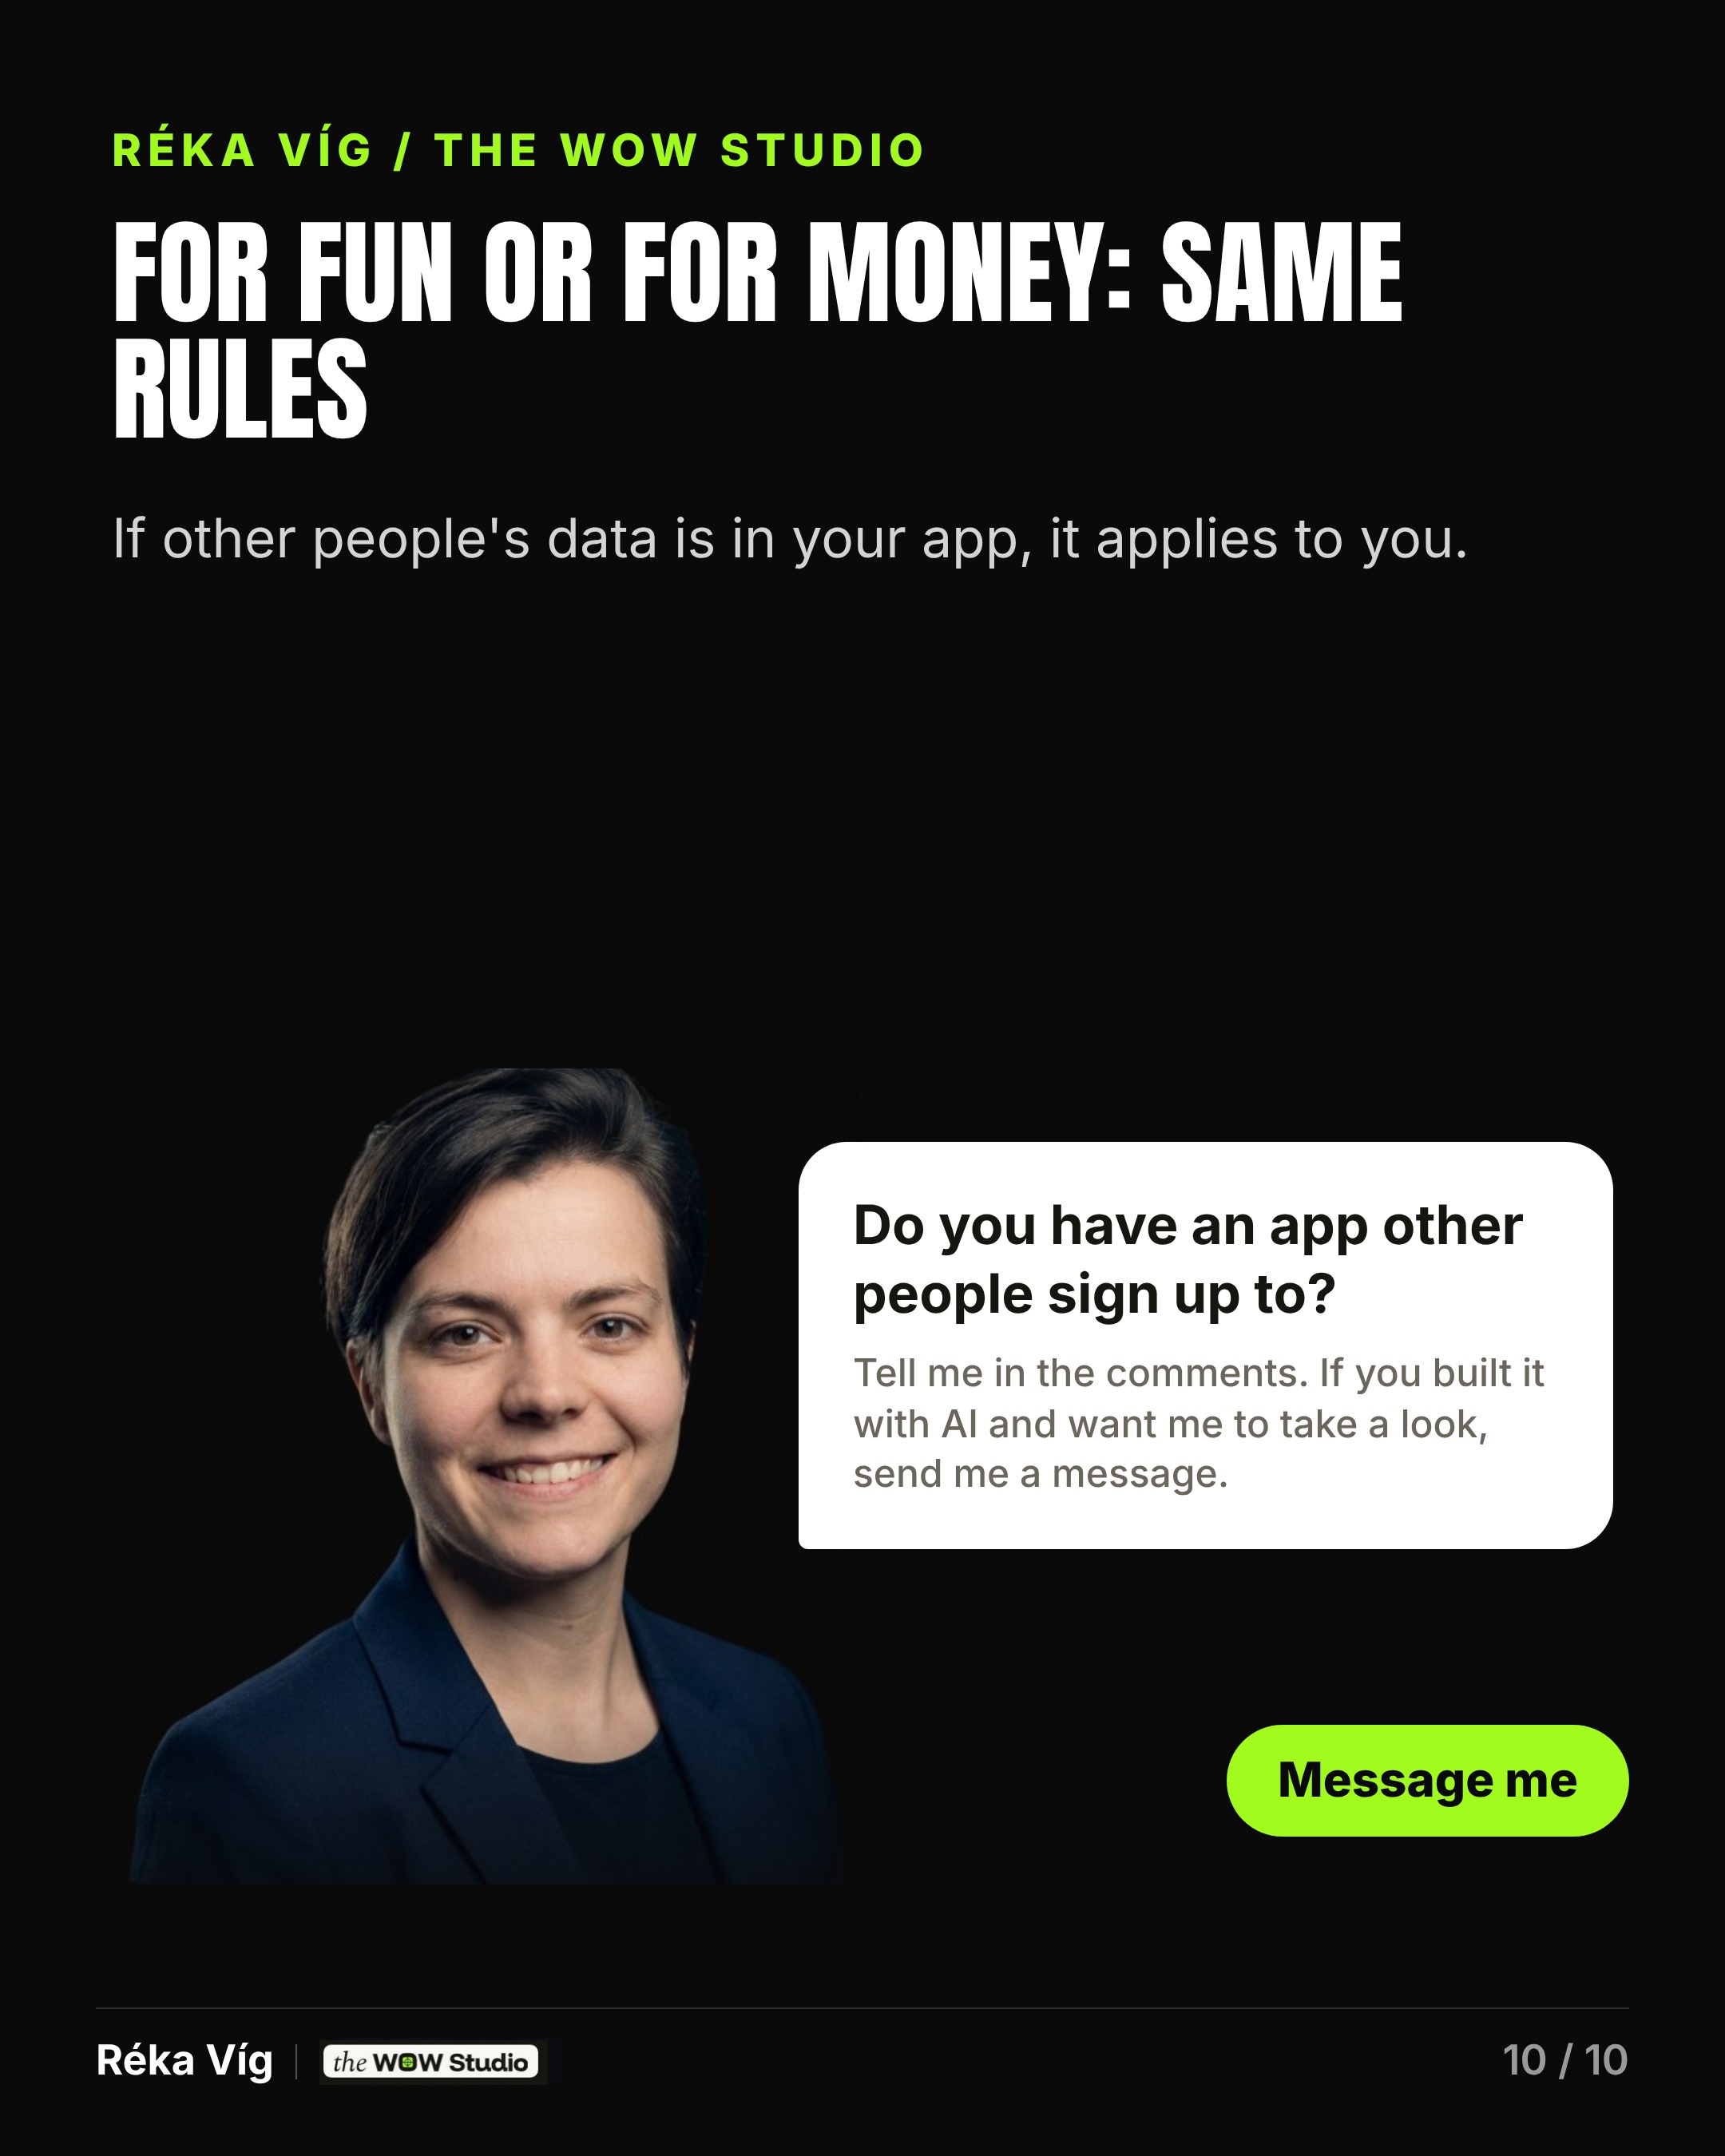 RÉKA VÍG / THE WOW STUDIO
FOR FUN OR FOR MONEY: SAME
RULES
If other people's data is in your app, it applies to you.
Do you have an app other
people sign up to?
Tell me in the comments. If you built it
with AI and want me to take a look,
send me a message.
Message me
Réka Víg
the WOW Studio
10 / 10